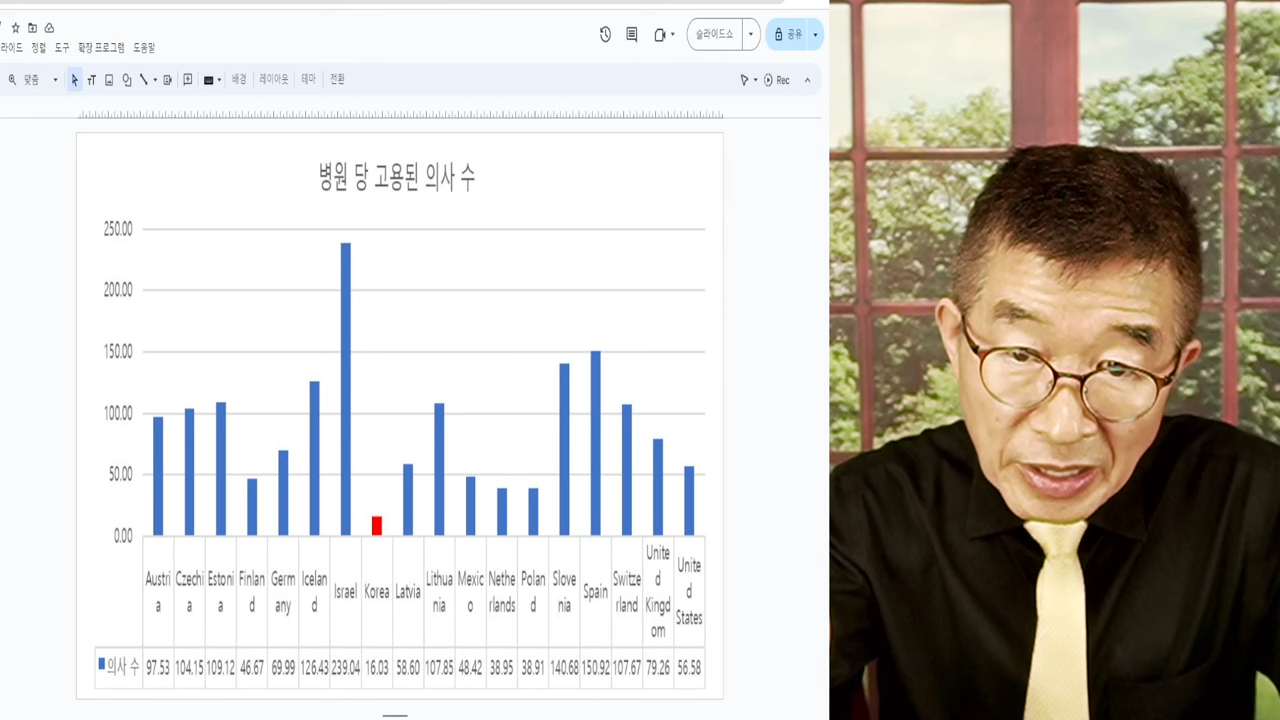 라이드 정렬 도구 확장 프로그램 도움말
슬라이드쇼
공유
맞춤
배경 레이아웃 테마 전환
Rec
병원 당 고용된 의사 수
250.00
200.00
150.00
100.00
50.00
0.00
Austria Czechia Estonia Finland Germany Iceland Israel Korea Latvia Lithuania Mexico Netherlands Poland Slovenia Spain Switzerland United Kingdom United States
의사 수 97.53 104.15 109.12 46.67 69.99 126.43 239.04 16.03 58.60 107.85 48.42 38.95 38.91 140.68 150.92 107.67 79.26 56.58